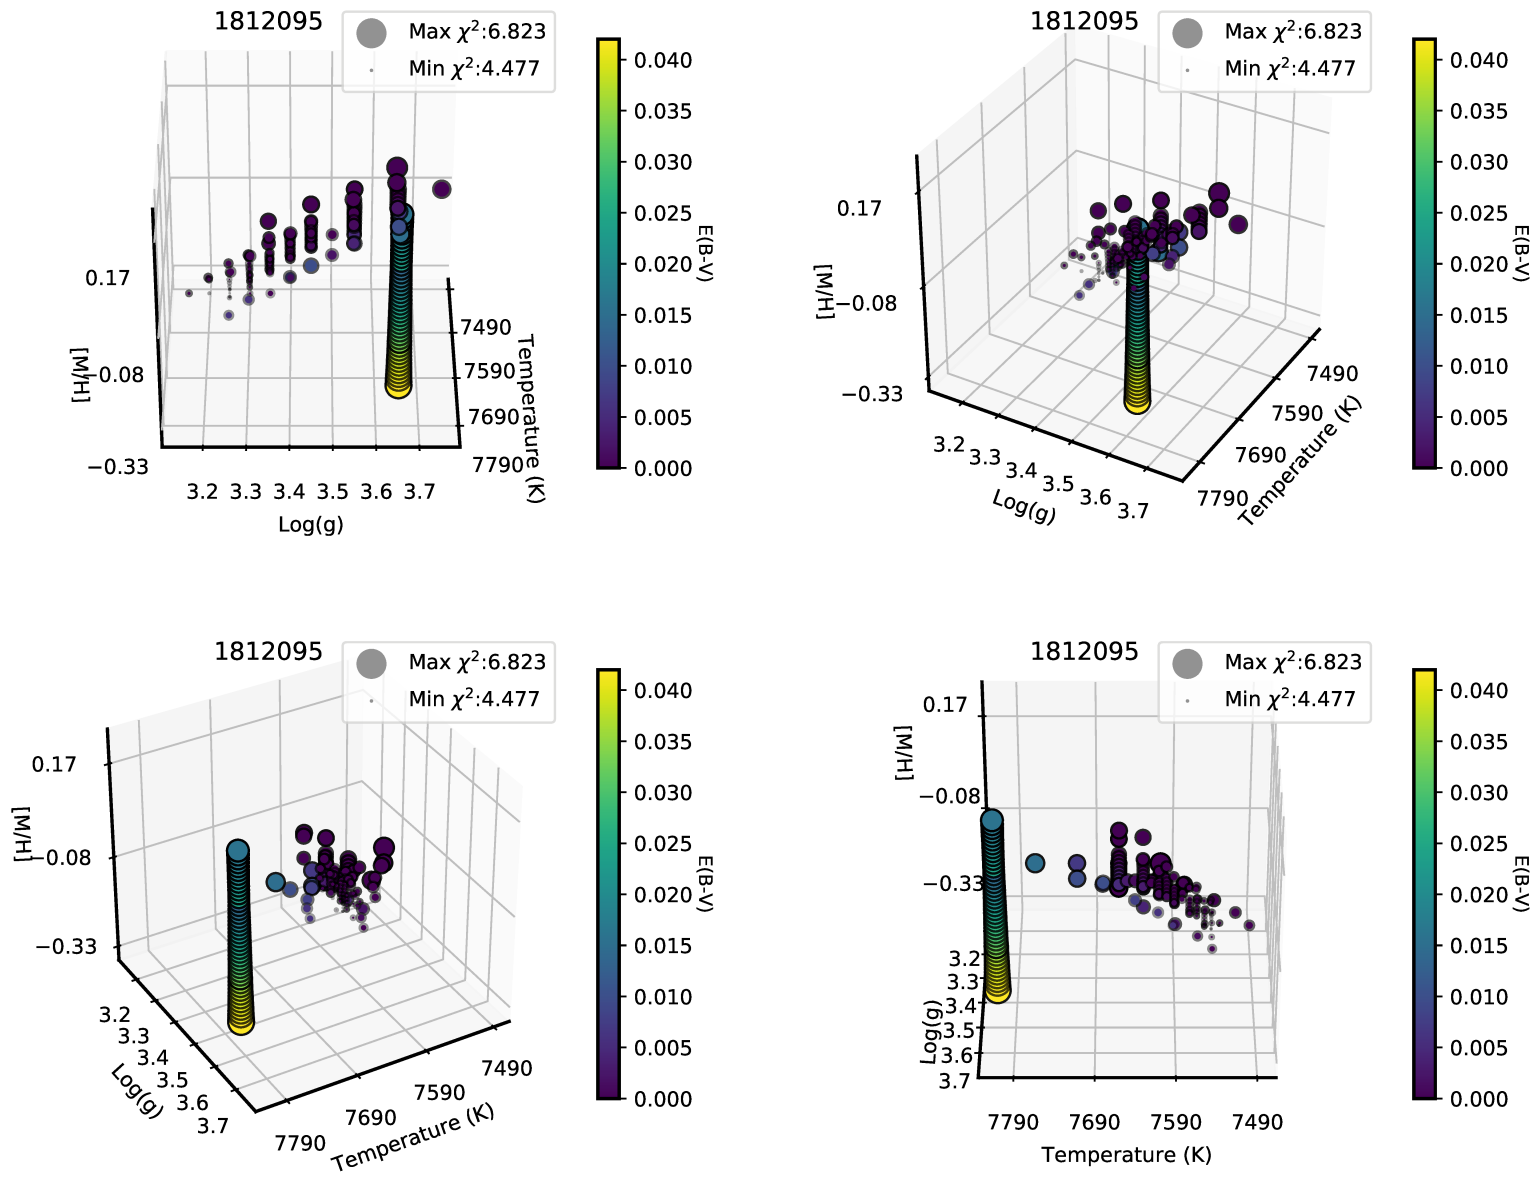 1812095
Max χ²:6.823
Min χ²:4.477
0.17
−0.08
−0.33
[M/H]
3.2 3.3 3.4 3.5 3.6 3.7
Log(g)
7490
7590
7690
7790
Temperature (K)
0.040
0.035
0.030
0.025
0.020
0.015
0.010
0.005
0.000
E(B-V)
1812095
Max χ²:6.823
Min χ²:4.477
0.17
−0.08
−0.33
[M/H]
3.2 3.3 3.4 3.5 3.6 3.7
Log(g)
7490
7590
7690
7790
Temperature (K)
0.040
0.035
0.030
0.025
0.020
0.015
0.010
0.005
0.000
E(B-V)
1812095
Max χ²:6.823
Min χ²:4.477
0.17
−0.08
−0.33
[M/H]
3.2
3.3
3.4
3.5
3.6
3.7
Log(g)
7490
7590
7690
7790
Temperature (K)
0.040
0.035
0.030
0.025
0.020
0.015
0.010
0.005
0.000
E(B-V)
1812095
Max χ²:6.823
Min χ²:4.477
0.17
−0.08
−0.33
[M/H]
3.2
3.3
3.4
3.5
3.6
3.7
Log(g)
7790 7690 7590 7490
Temperature (K)
0.040
0.035
0.030
0.025
0.020
0.015
0.010
0.005
0.000
E(B-V)